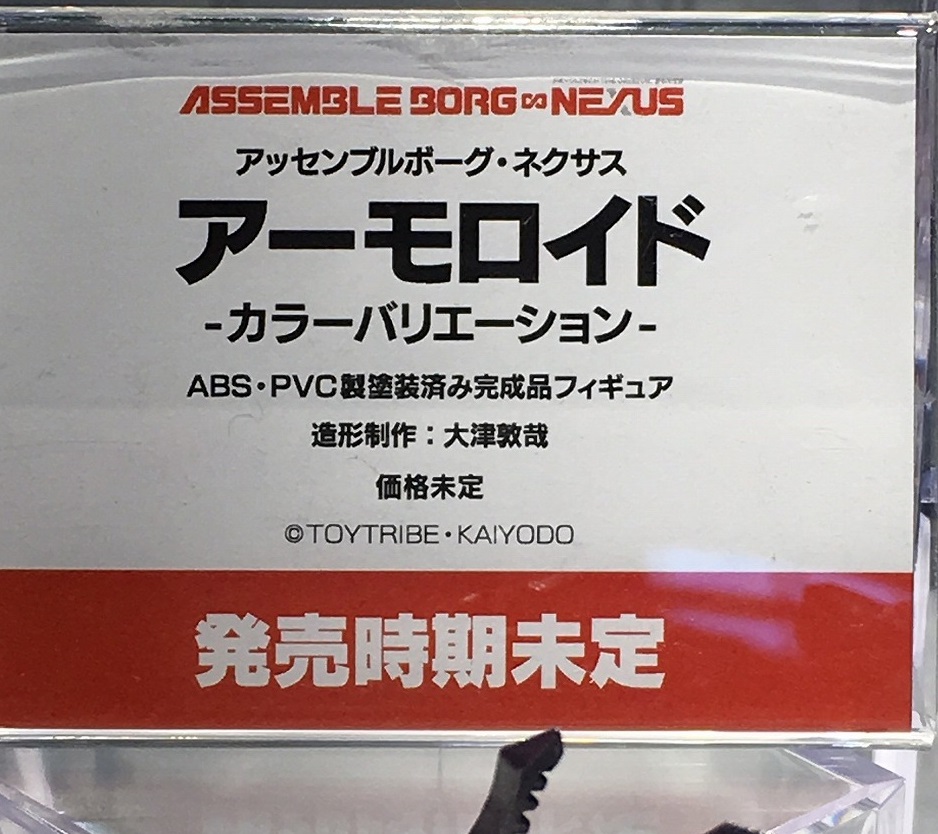 ASSEMBLE BORG∞NEXUS
アッセンブルボーグ・ネクサス
アーモロイド
-カラーバリエーション-
ABS・PVC製塗装済み完成品フィギュア
造形制作：大津敦哉
価格未定
©TOYTRIBE・KAIYODO
発売時期未定